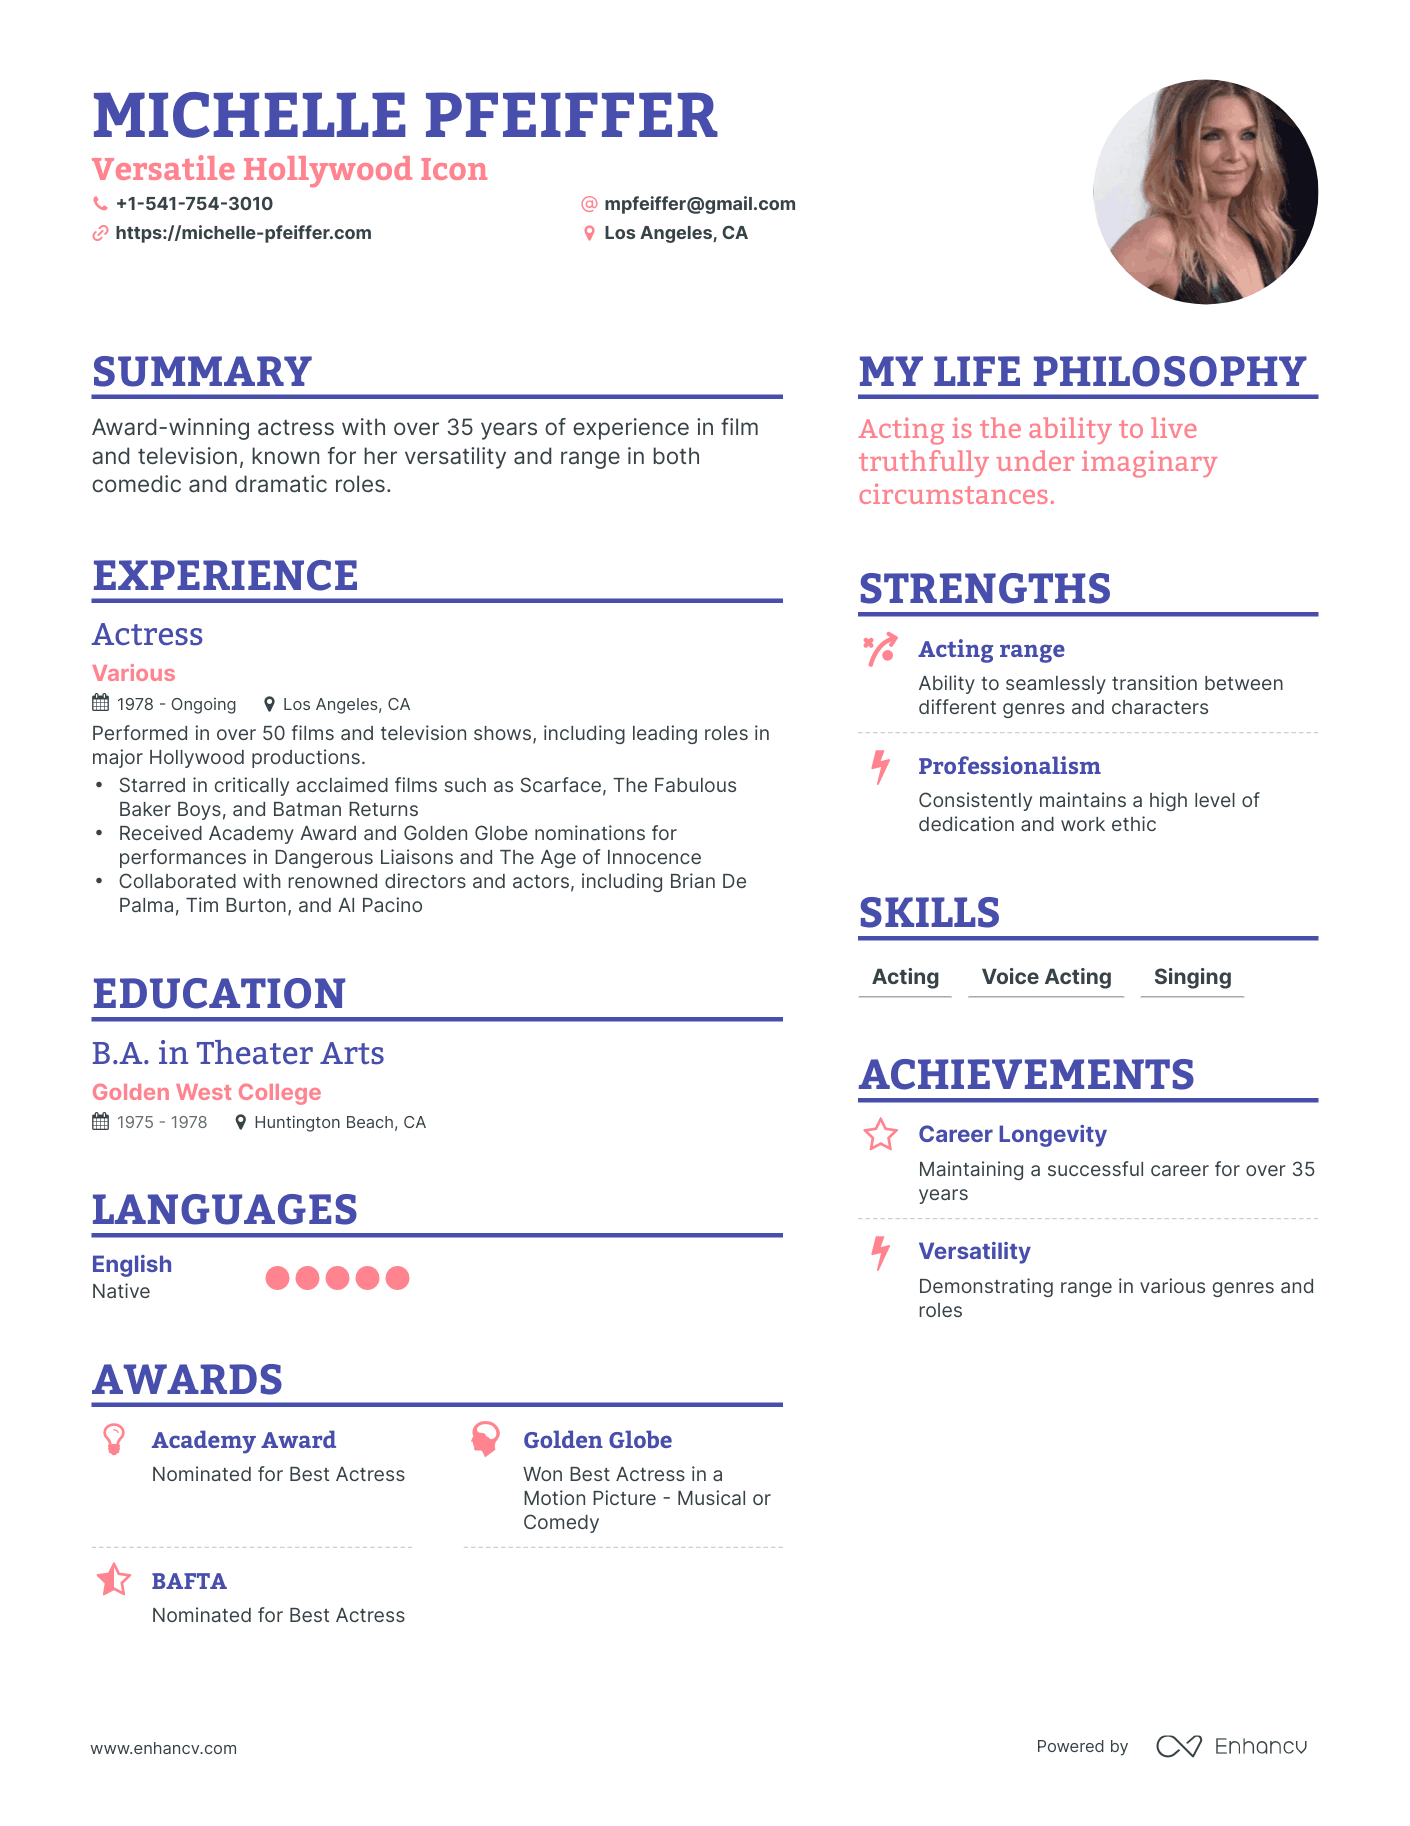 MICHELLE PFEIFFER
Versatile Hollywood Icon
+1-541-754-3010
mpfeiffer@gmail.com
https://michelle-pfeiffer.com
Los Angeles, CA
SUMMARY
Award-winning actress with over 35 years of experience in film
and television, known for her versatility and range in both
comedic and dramatic roles.
EXPERIENCE
Actress
Various
1978 - Ongoing
Los Angeles, CA
Performed in over 50 films and television shows, including leading roles in
major Hollywood productions.
• Starred in critically acclaimed films such as Scarface, The Fabulous
Baker Boys, and Batman Returns
• Received Academy Award and Golden Globe nominations for
performances in Dangerous Liaisons and The Age of Innocence
• Collaborated with renowned directors and actors, including Brian De
Palma, Tim Burton, and Al Pacino
EDUCATION
B.A. in Theater Arts
Golden West College
1975 - 1978
Huntington Beach, CA
LANGUAGES
English
Native
AWARDS
Academy Award
Nominated for Best Actress
Golden Globe
Won Best Actress in a
Motion Picture - Musical or
Comedy
BAFTA
Nominated for Best Actress
MY LIFE PHILOSOPHY
Acting is the ability to live
truthfully under imaginary
circumstances.
STRENGTHS
Acting range
Ability to seamlessly transition between
different genres and characters
Professionalism
Consistently maintains a high level of
dedication and work ethic
SKILLS
Acting
Voice Acting
Singing
ACHIEVEMENTS
Career Longevity
Maintaining a successful career for over 35
years
Versatility
Demonstrating range in various genres and
roles
www.enhancv.com
Powered by
Enhancv